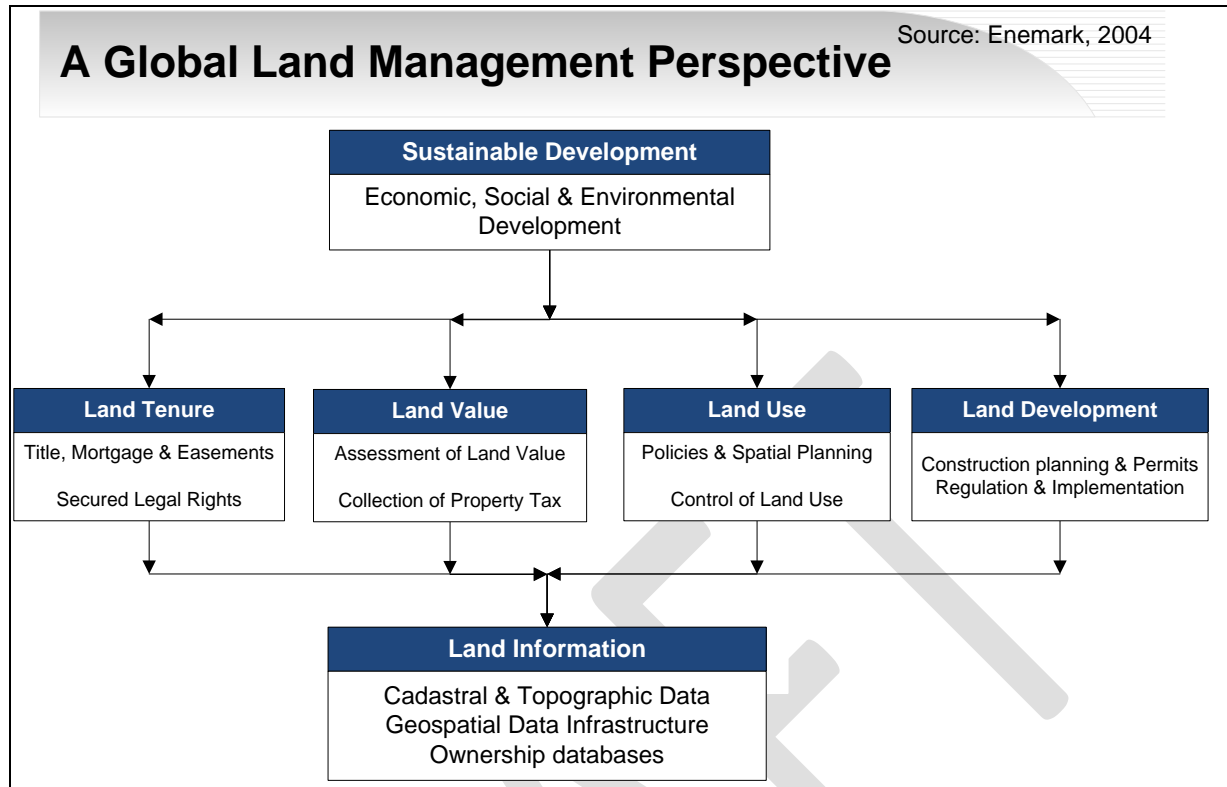 Source: Enemark, 2004
A Global Land Management Perspective
Sustainable Development
Economic, Social & Environmental
Development
Land Tenure
Title, Mortgage & Easements
Secured Legal Rights
Land Value
Assessment of Land Value
Collection of Property Tax
Land Use
Policies & Spatial Planning
Control of Land Use
Land Development
Construction planning & Permits
Regulation & Implementation
Land Information
Cadastral & Topographic Data
Geospatial Data Infrastructure
Ownership databases